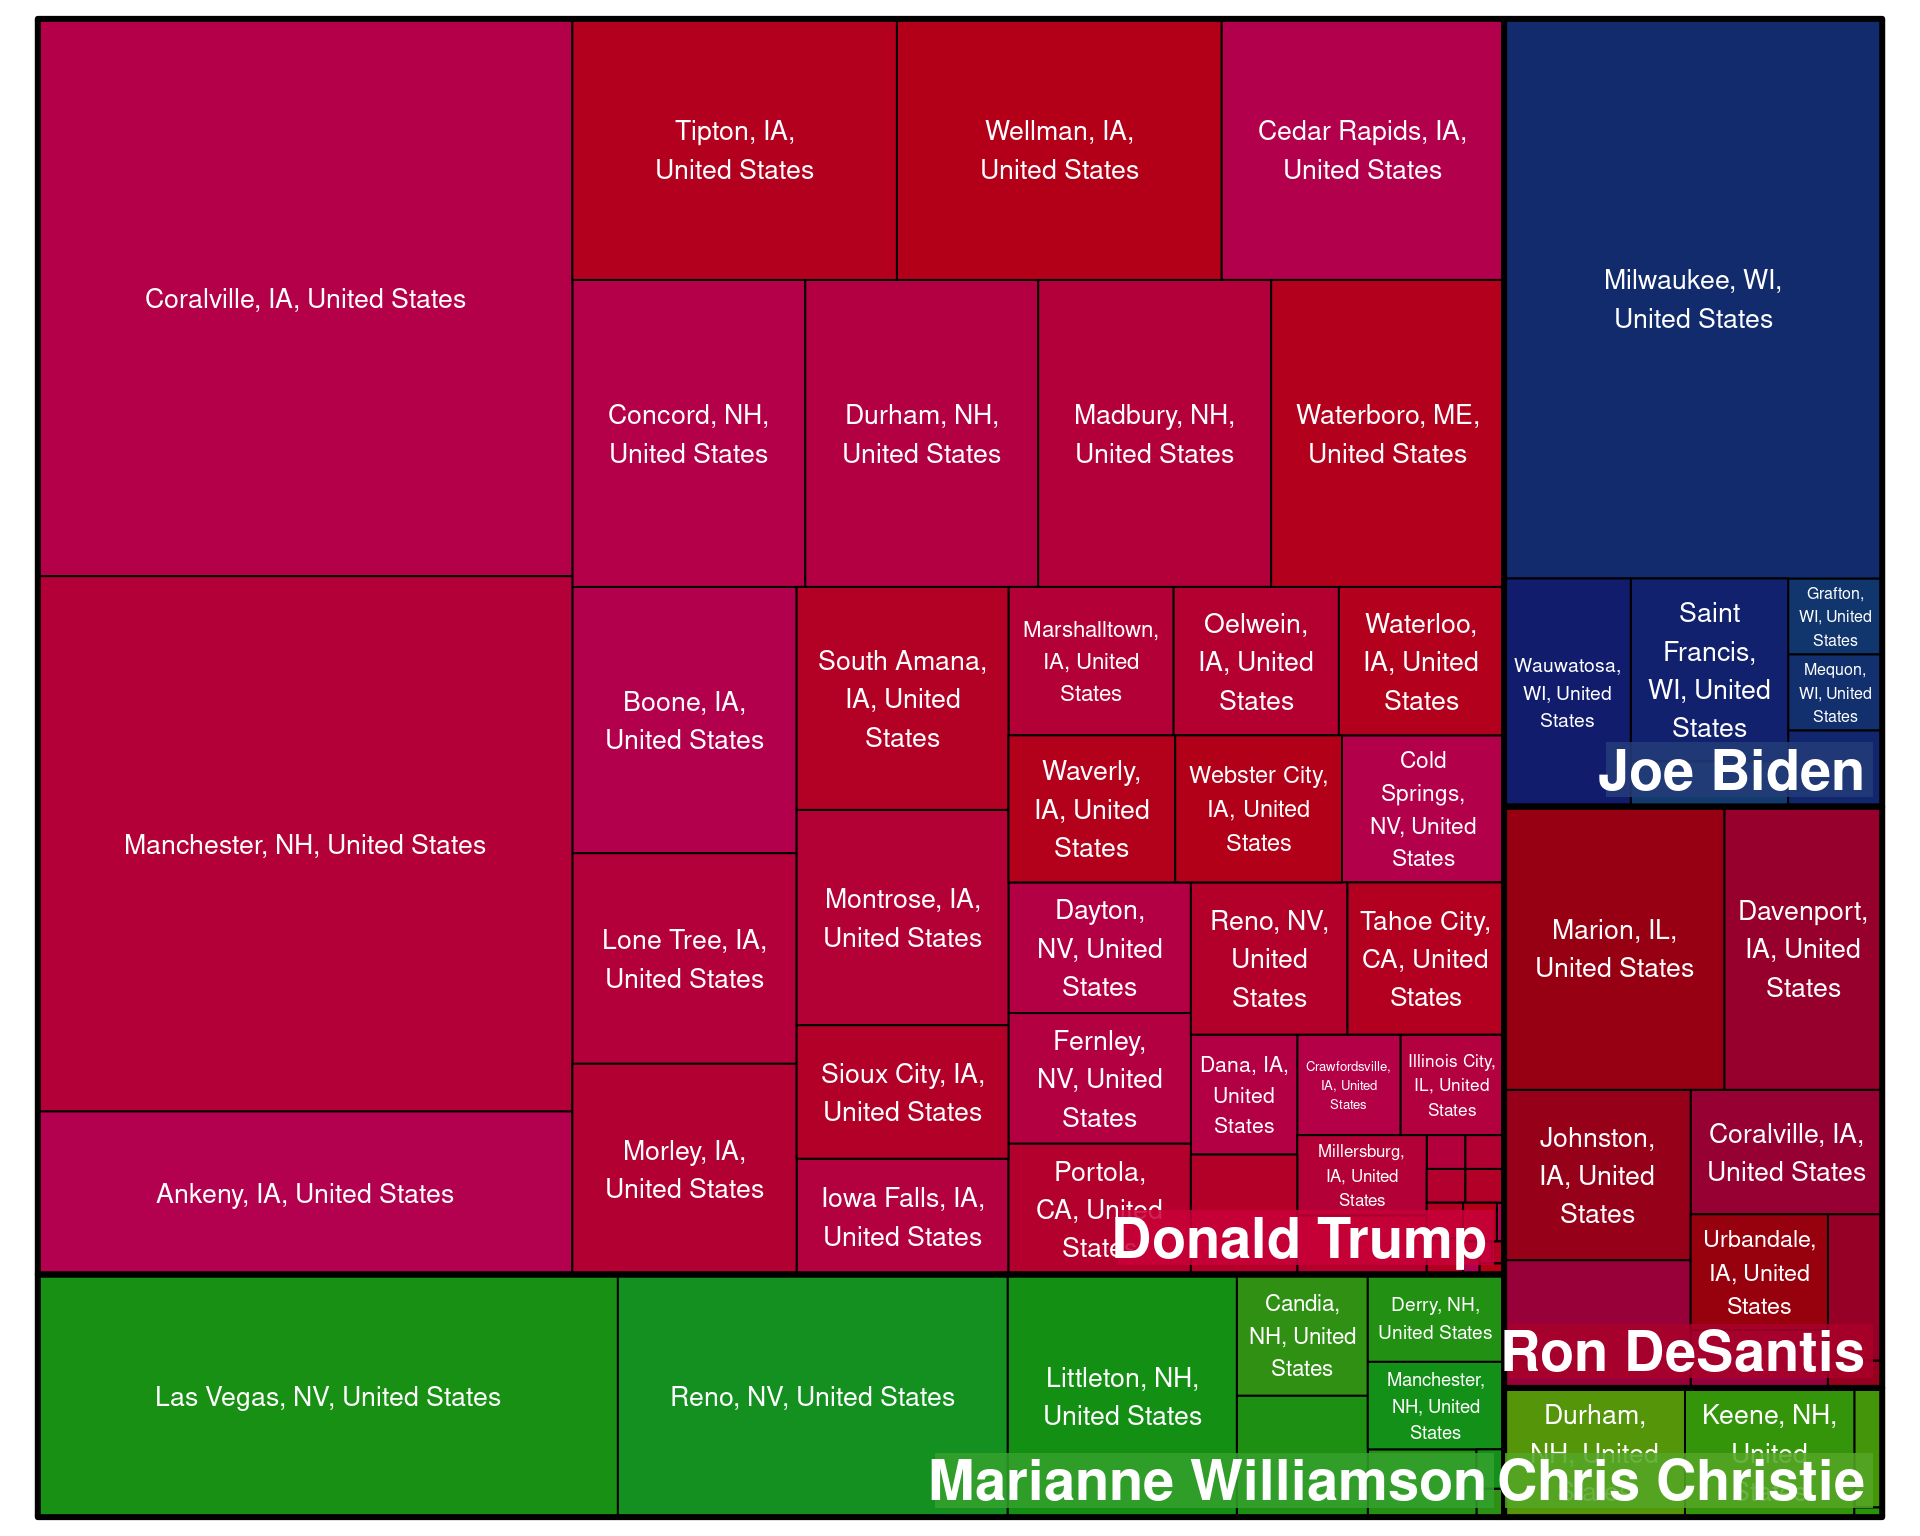 Coralville, IA, United States
Tipton, IA,
United States
Wellman, IA,
United States
Cedar Rapids, IA,
United States
Concord, NH,
United States
Durham, NH,
United States
Madbury, NH,
United States
Waterboro, ME,
United States
Manchester, NH, United States
Ankeny, IA, United States
Boone, IA,
United States
Lone Tree, IA,
United States
Morley, IA,
United States
South Amana,
IA, United
States
Montrose, IA,
United States
Sioux City, IA,
United States
Iowa Falls, IA,
United States
Marshalltown,
IA, United
States
Oelwein,
IA, United
States
Waterloo,
IA, United
States
Waverly,
IA, United
States
Webster City,
IA, United
States
Cold
Springs,
NV, United
States
Dayton,
NV, United
States
Fernley,
NV, United
States
Portola,
CA, United
States
Reno, NV,
United
States
Tahoe City,
CA, United
States
Dana, IA,
United
States
Crawfordsville,
IA, United
States
Illinois City,
IL, United
States
Millersburg,
IA, United
States
Donald Trump
Milwaukee, WI,
United States
Wauwatosa,
WI, United
States
Saint
Francis,
WI, United
States
Grafton,
WI, United
States
Mequon,
WI, United
States
Joe Biden
Marion, IL,
United States
Davenport,
IA, United
States
Johnston,
IA, United
States
Coralville, IA,
United States
Urbandale,
IA, United
States
Ron DeSantis
Las Vegas, NV, United States
Reno, NV, United States
Littleton, NH,
United States
Candia,
NH, United
States
Derry, NH,
United States
Manchester,
NH, United
States
Marianne Williamson
Durham,
NH, United
States
Keene, NH,
United
States
Chris Christie